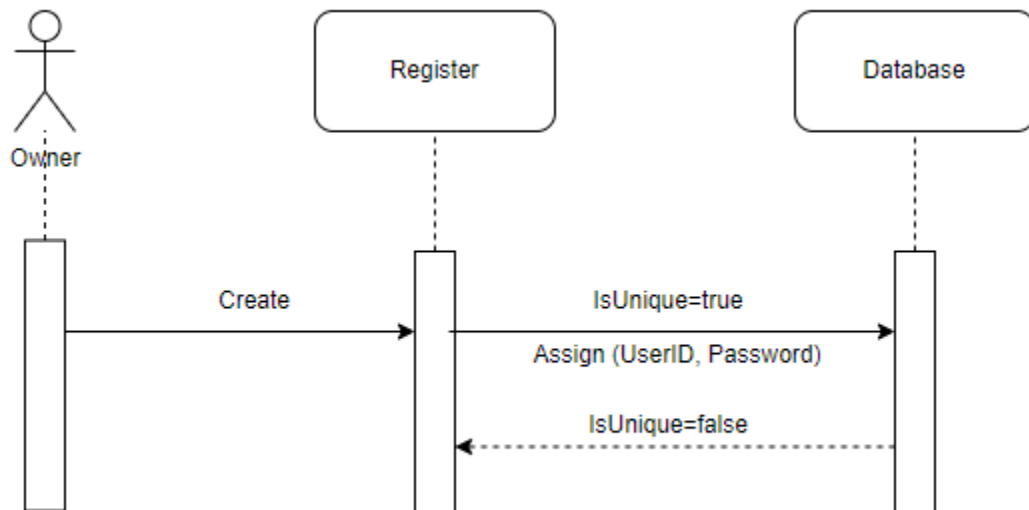 Register
Database
Owner
Create
IsUnique=true
Assign (UserID, Password)
IsUnique=false